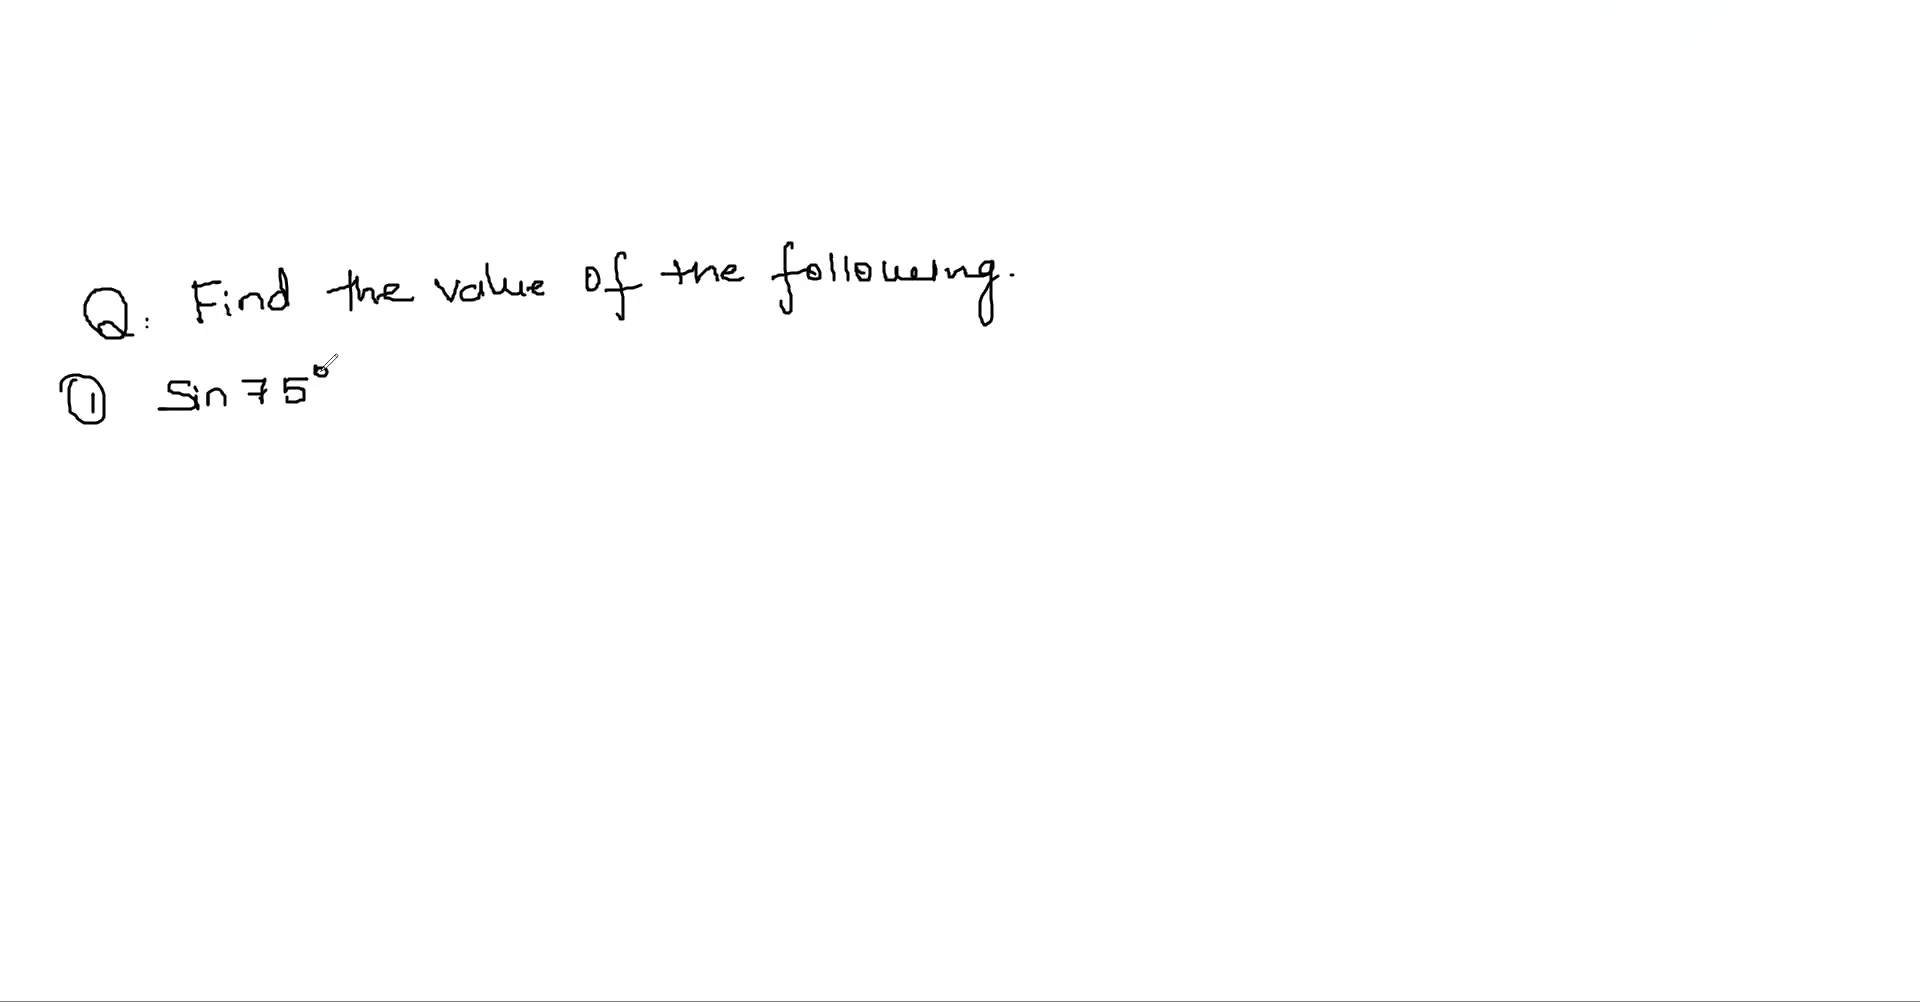 Q. Find the value of the following.
① Sin 75°